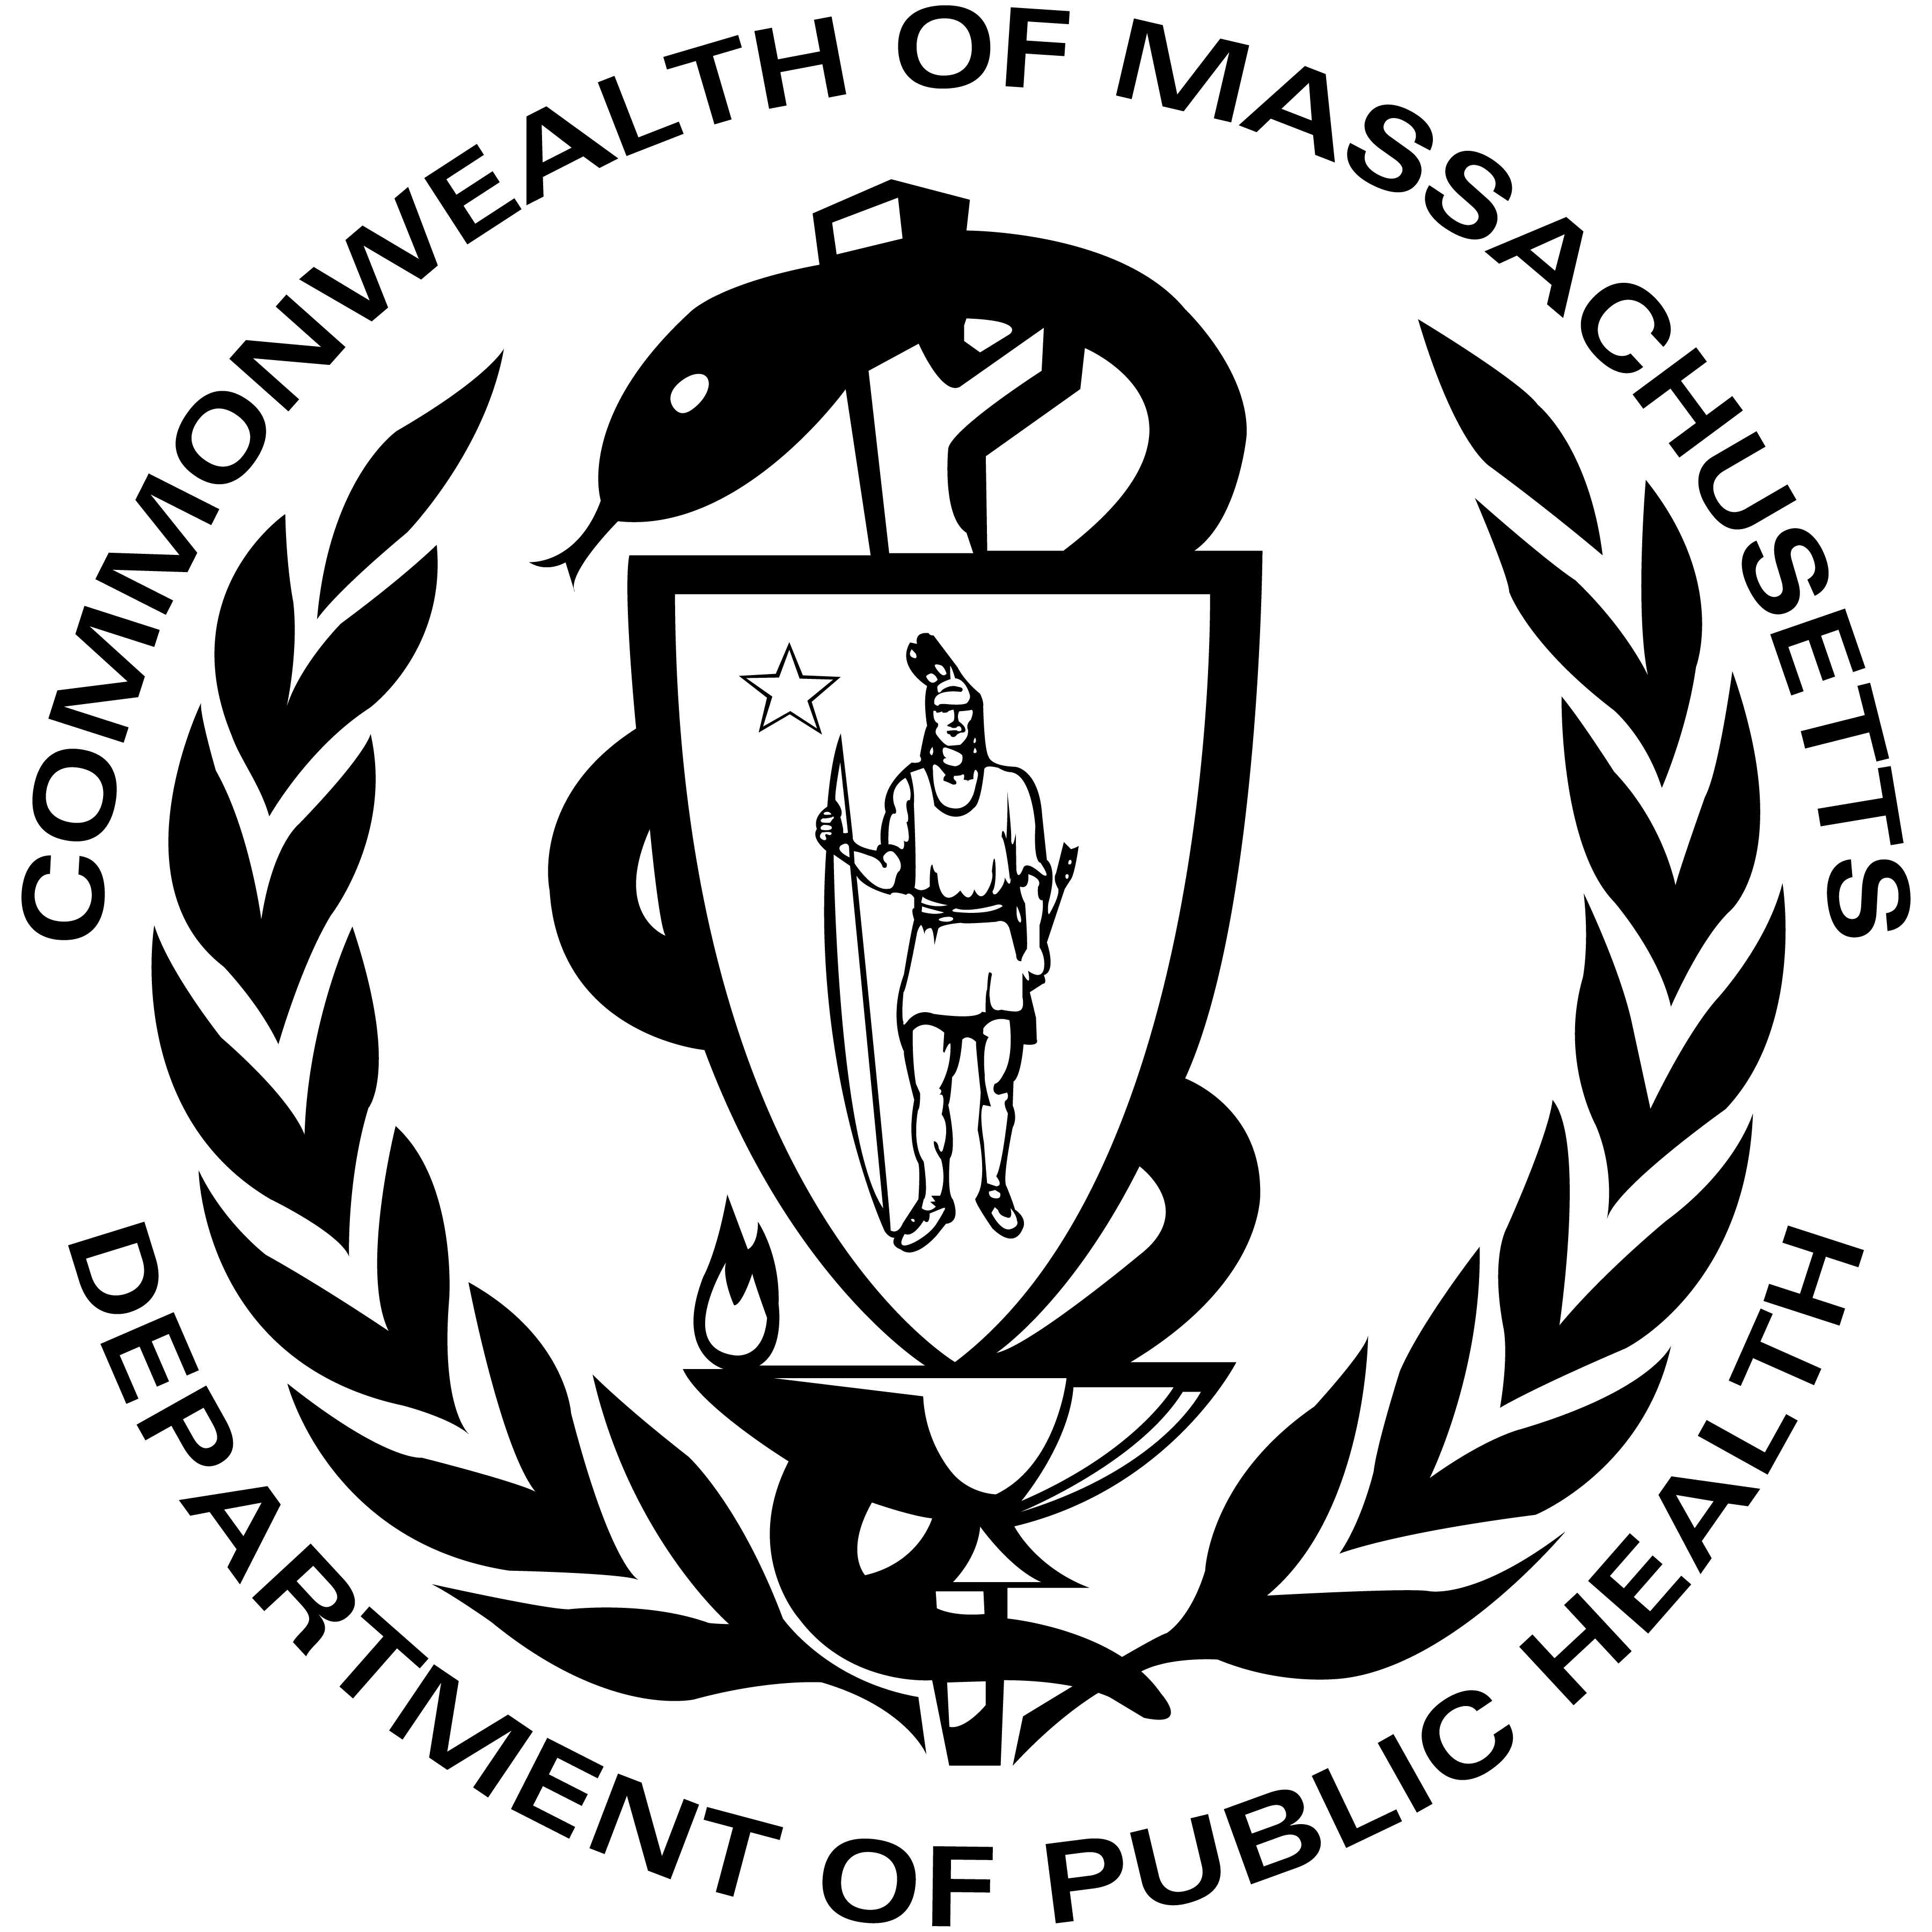 COMMONWEALTH OF MASSACHUSETTS
DEPARTMENT OF PUBLIC HEALTH